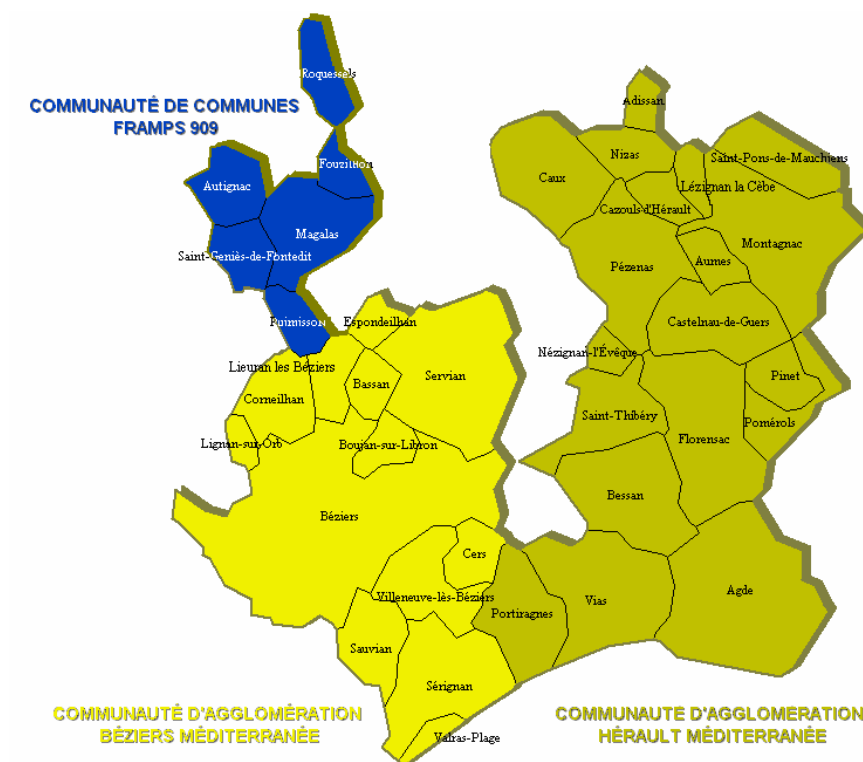 Roquessels
COMMUNAUTÉ DE COMMUNES
FRAMPS 909
Adissan
Fouzilhon
Nizas
Saint-Pons-de-Mauchiens
Caux
Autignac
Lézignan la Cèbe
Cazouls d'Hérault
Magalas
Montagnac
Saint-Geniès-de-Fontedit
Aumes
Pézenas
Puimisson
Espondeilhan
Castelnau-de-Guers
Nézignan-l'Évêque
Lieuran les Béziers
Servian
Pinet
Bassan
Corneilhan
Saint-Thibéry
Pomérols
Lignan-sur-Orb
Boujan-sur-Libron
Florensac
Bessan
Béziers
Cers
Agde
Villeneuve-lès-Béziers
Vias
Portiragnes
Sauvian
Sérignan
COMMUNAUTÉ D'AGGLOMÉRATION
BÉZIERS MÉDITERRANÉE
COMMUNAUTE D'AGGLOMERATION
HÉRAULT MÉDITERRANÉE
Valras-Plage